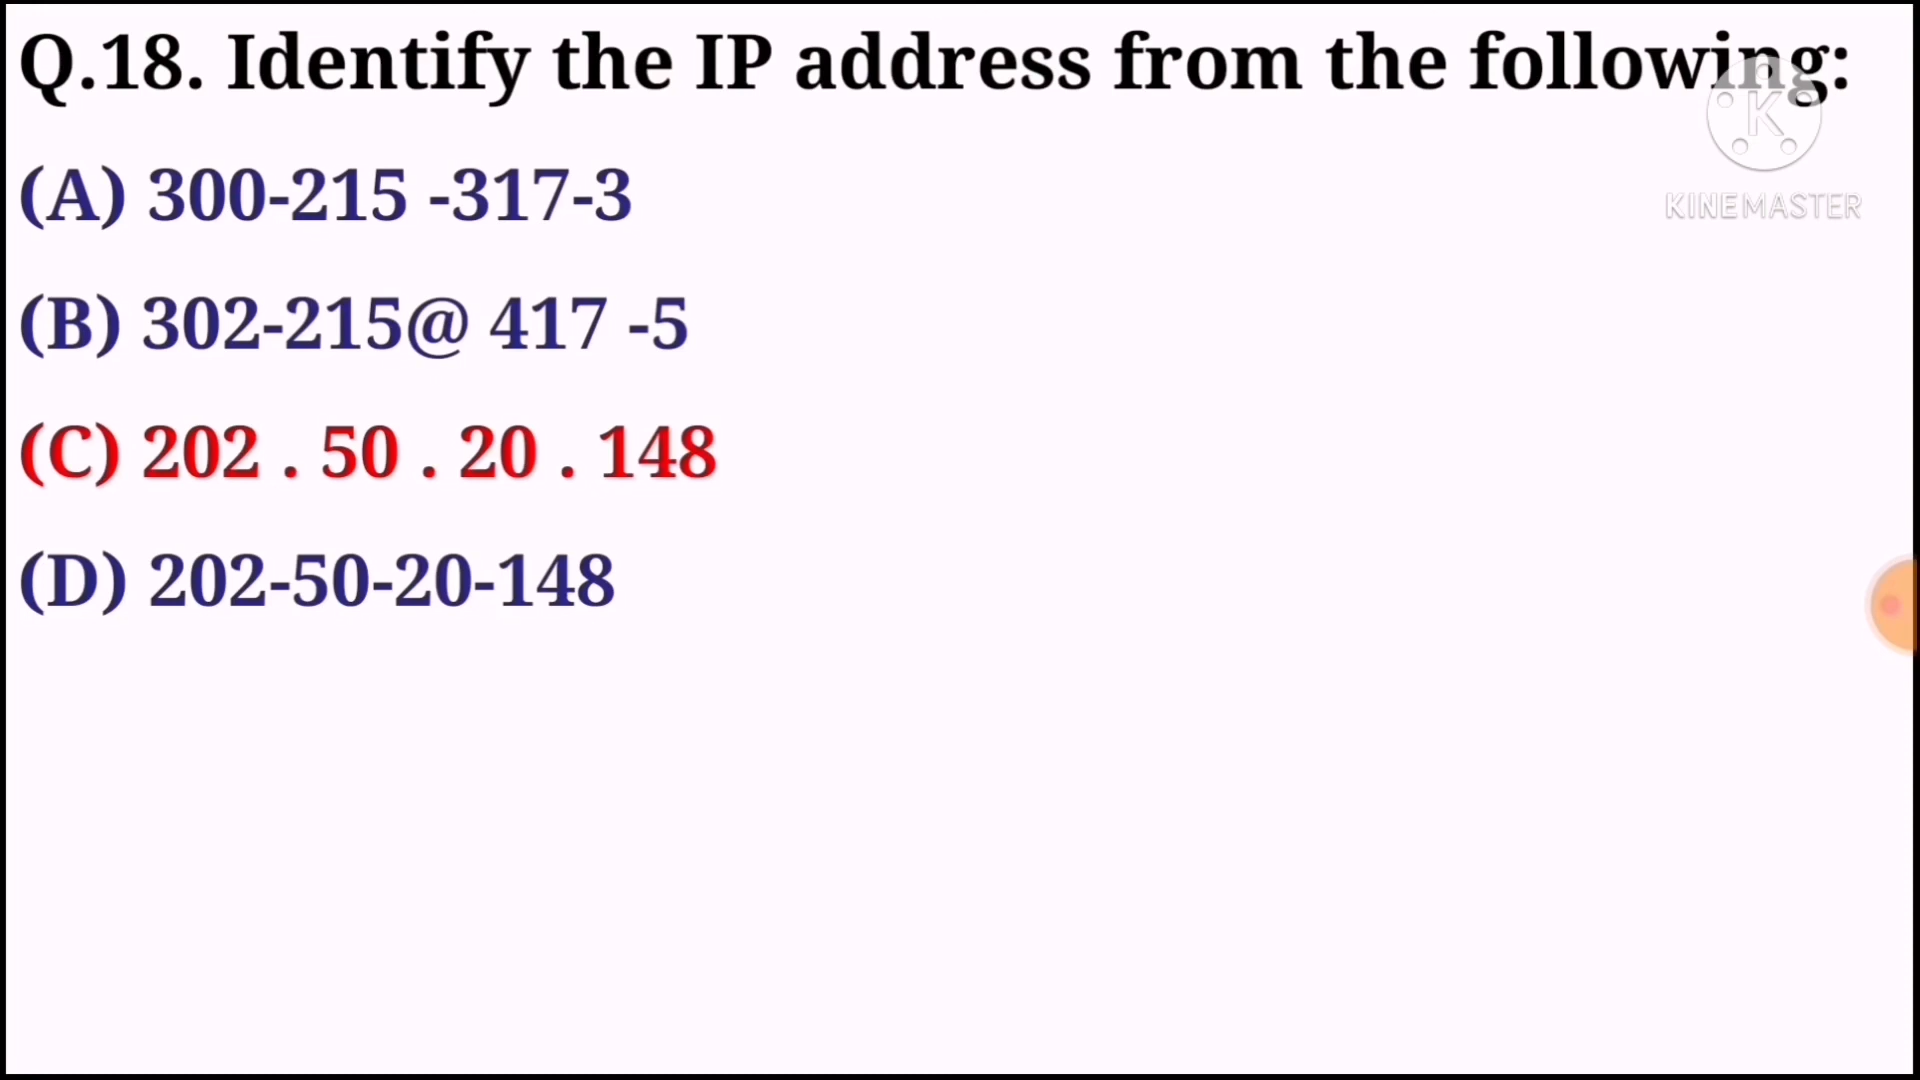 Q.18. Identify the IP address from the following:
(A) 300-215 -317-3
(B) 302-215@ 417 -5
(C) 202 . 50 . 20 . 148
(D) 202-50-20-148
K
KINEMASTER